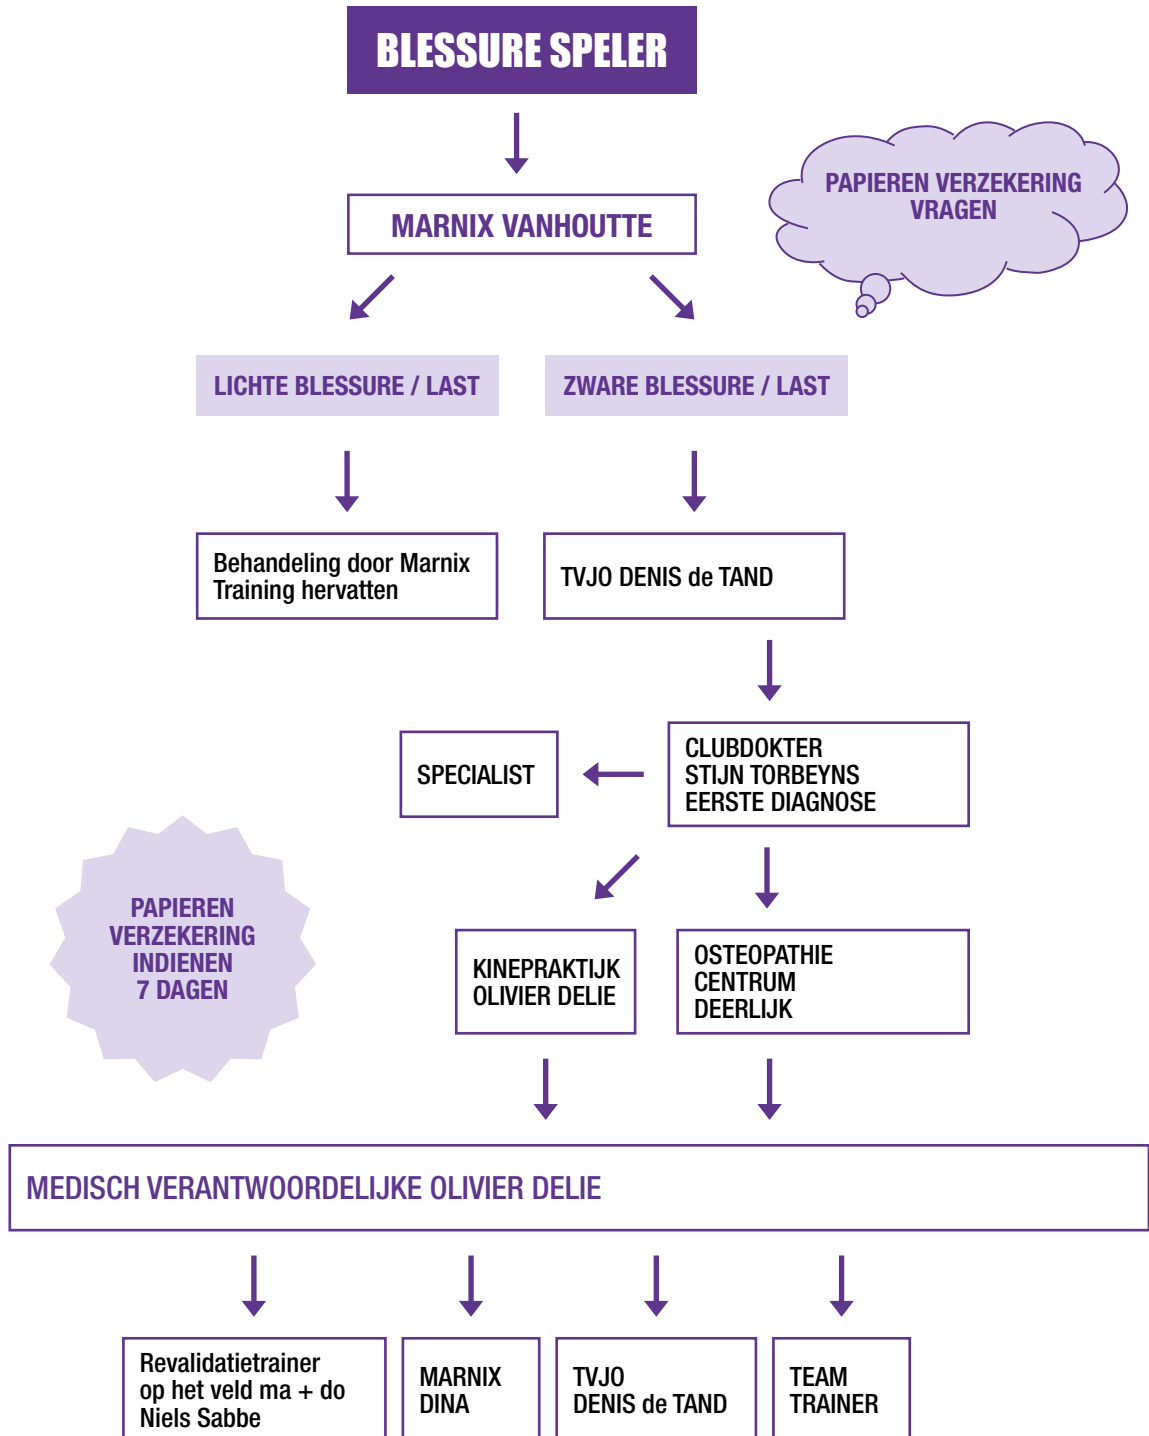 BLESSURE SPELER
PAPIEREN VERZEKERING
VRAGEN
MARNIX VANHOUTTE
LICHTE BLESSURE / LAST
ZWARE BLESSURE / LAST
Behandeling door Marnix
Training hervatten
TVJO DENIS de TAND
CLUBDOKTER
STIJN TORBEYNS
EERSTE DIAGNOSE
SPECIALIST
PAPIEREN
VERZEKERING
INDIENEN
7 DAGEN
KINEPRAKTIJK
OLIVIER DELIE
OSTEOPATHIE
CENTRUM
DEERLIJK
MEDISCH VERANTWOORDELIJKE OLIVIER DELIE
Revalidatietrainer
op het veld ma + do
Niels Sabbe
MARNIX
DINA
TVJO
DENIS de TAND
TEAM
TRAINER